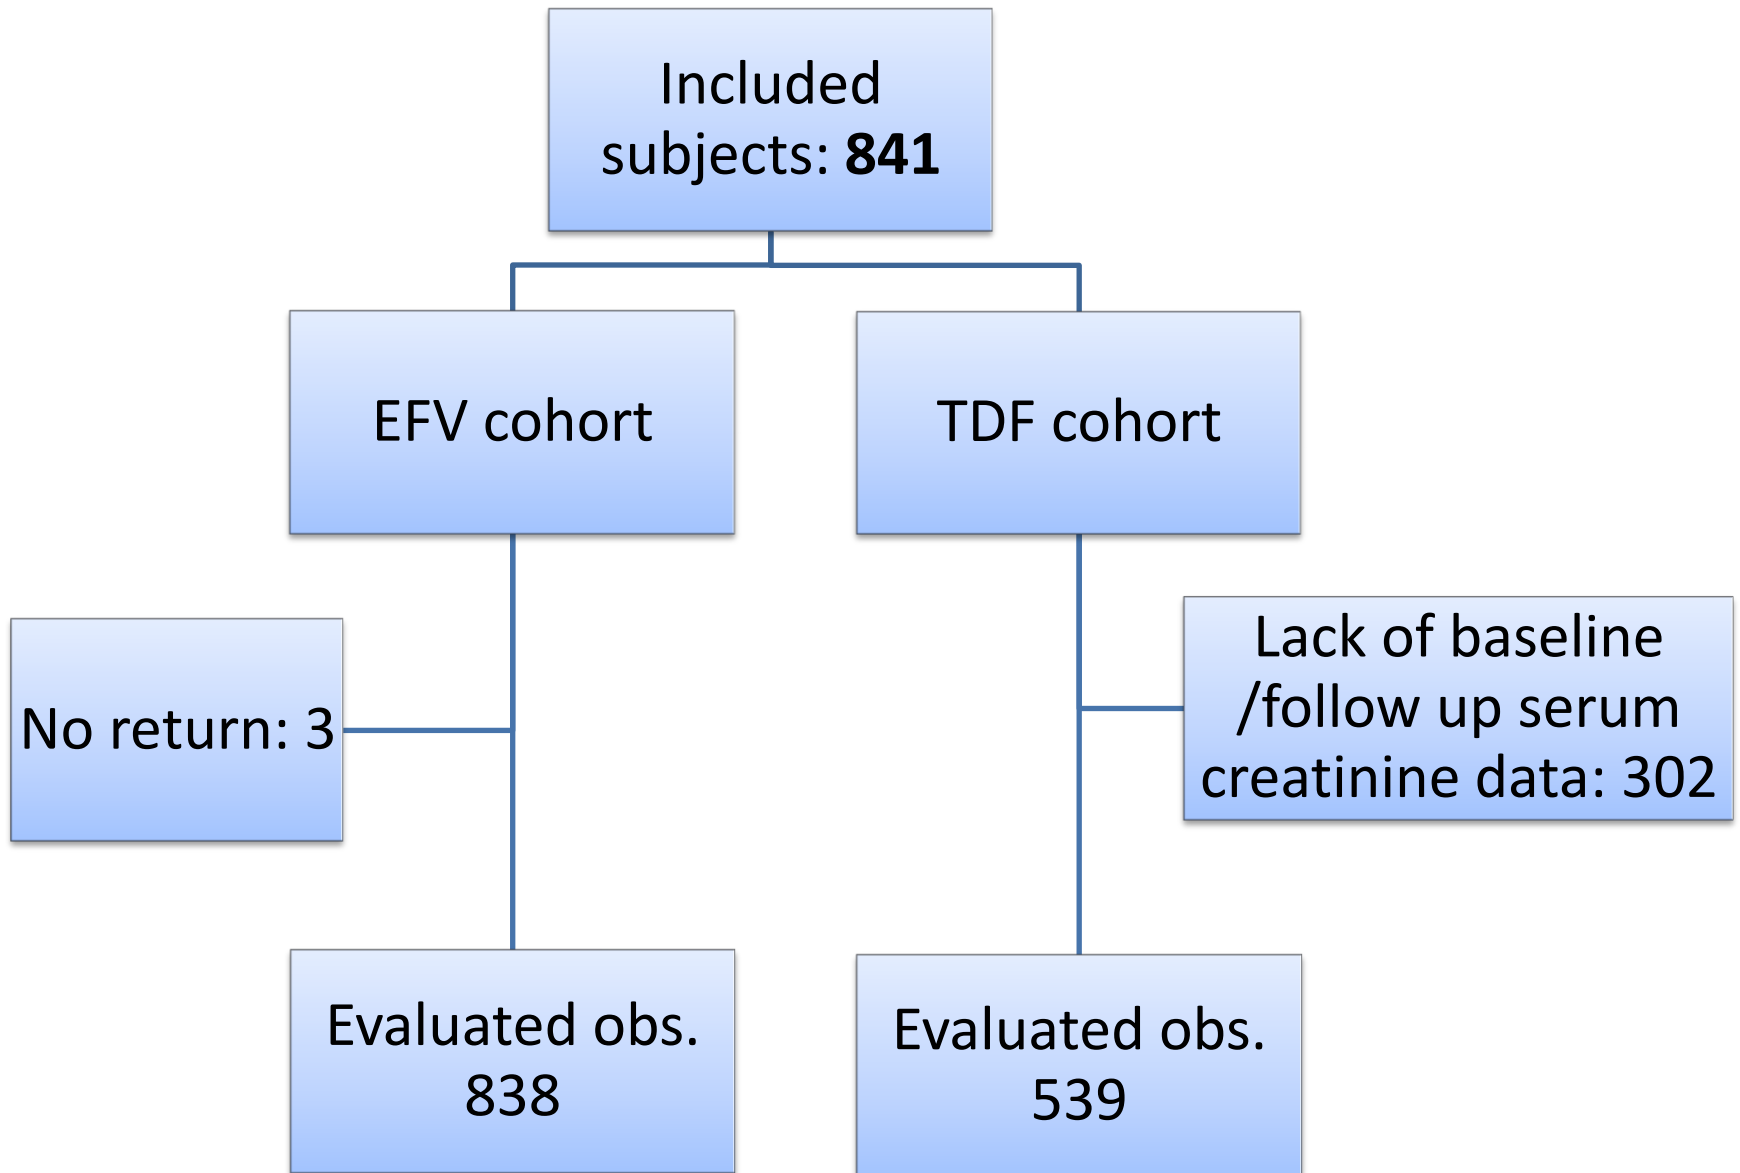 Included
subjects: 841
EFV cohort
TDF cohort
No return: 3
Lack of baseline
/follow up serum
creatinine data: 302
Evaluated obs.
838
Evaluated obs.
539